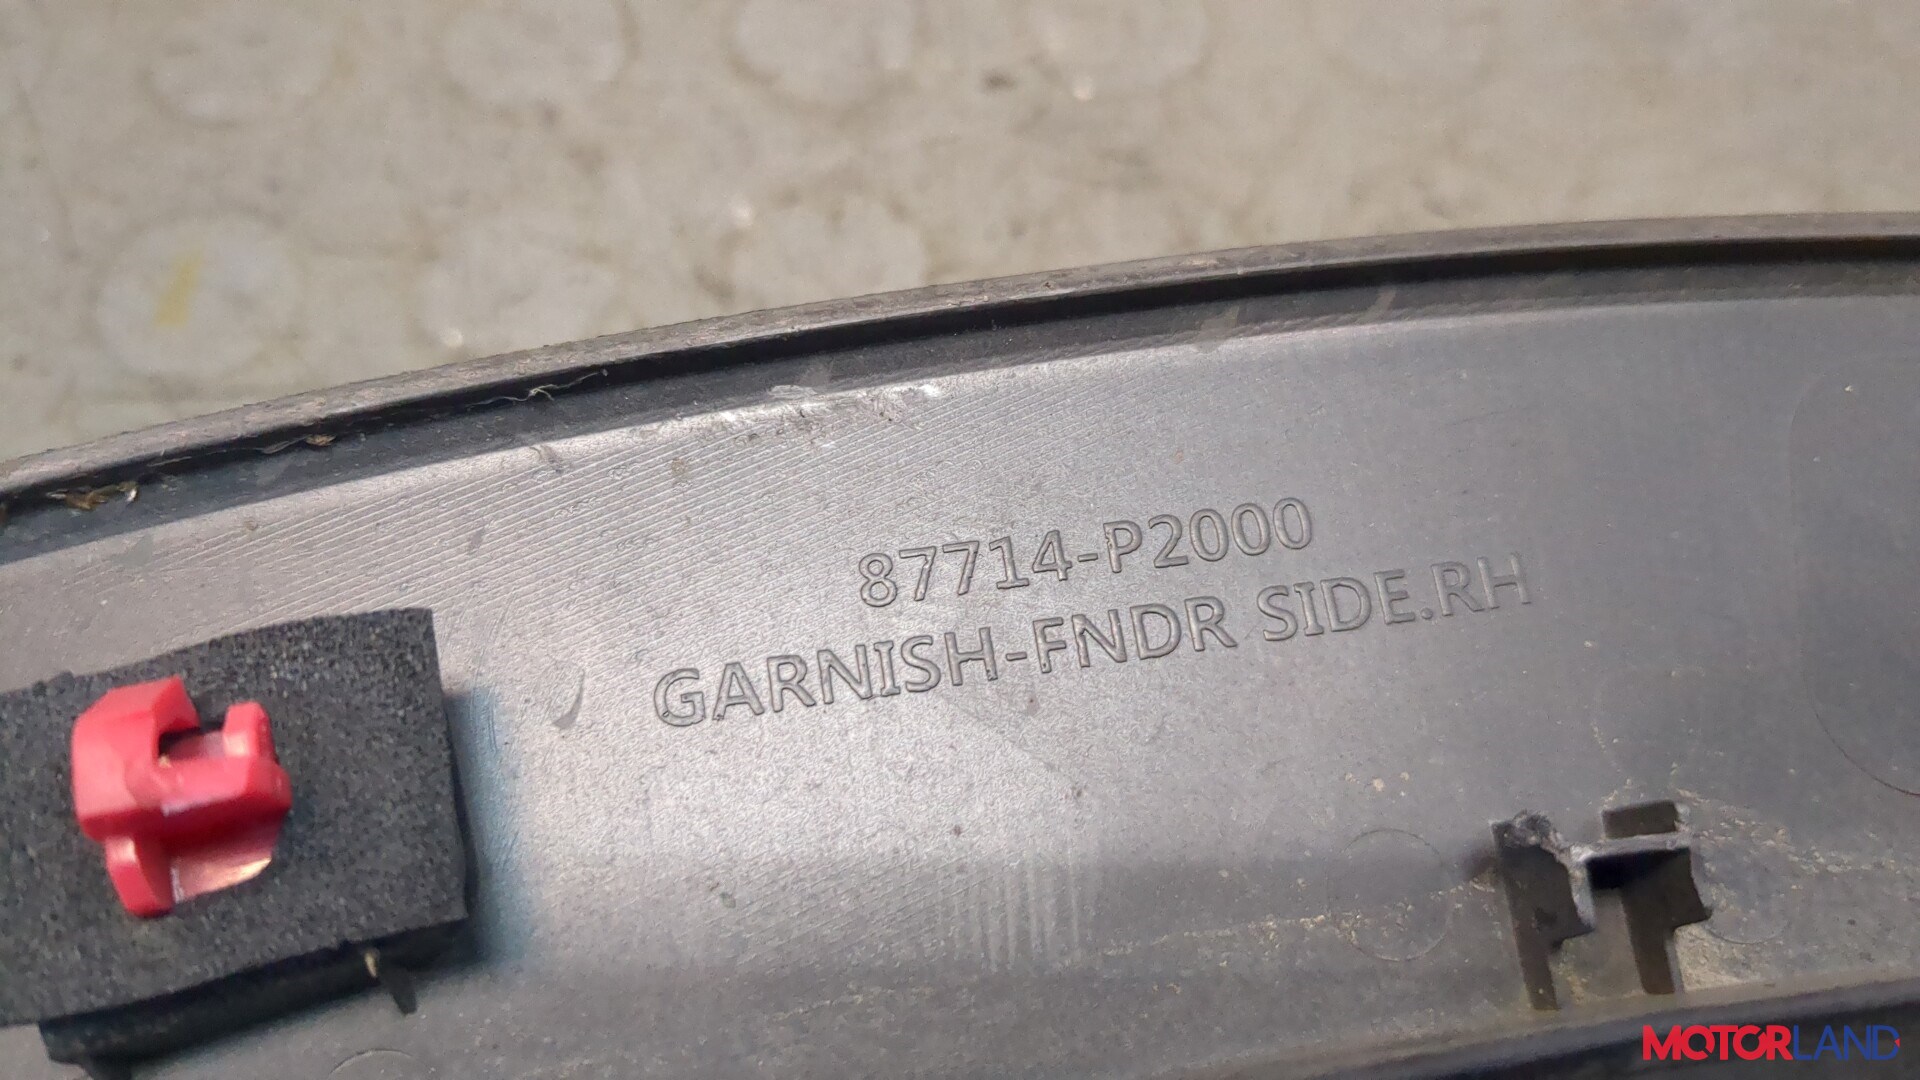 87714-P2000
GARNISH-FNDR SIDE.RH
MOTORLAND